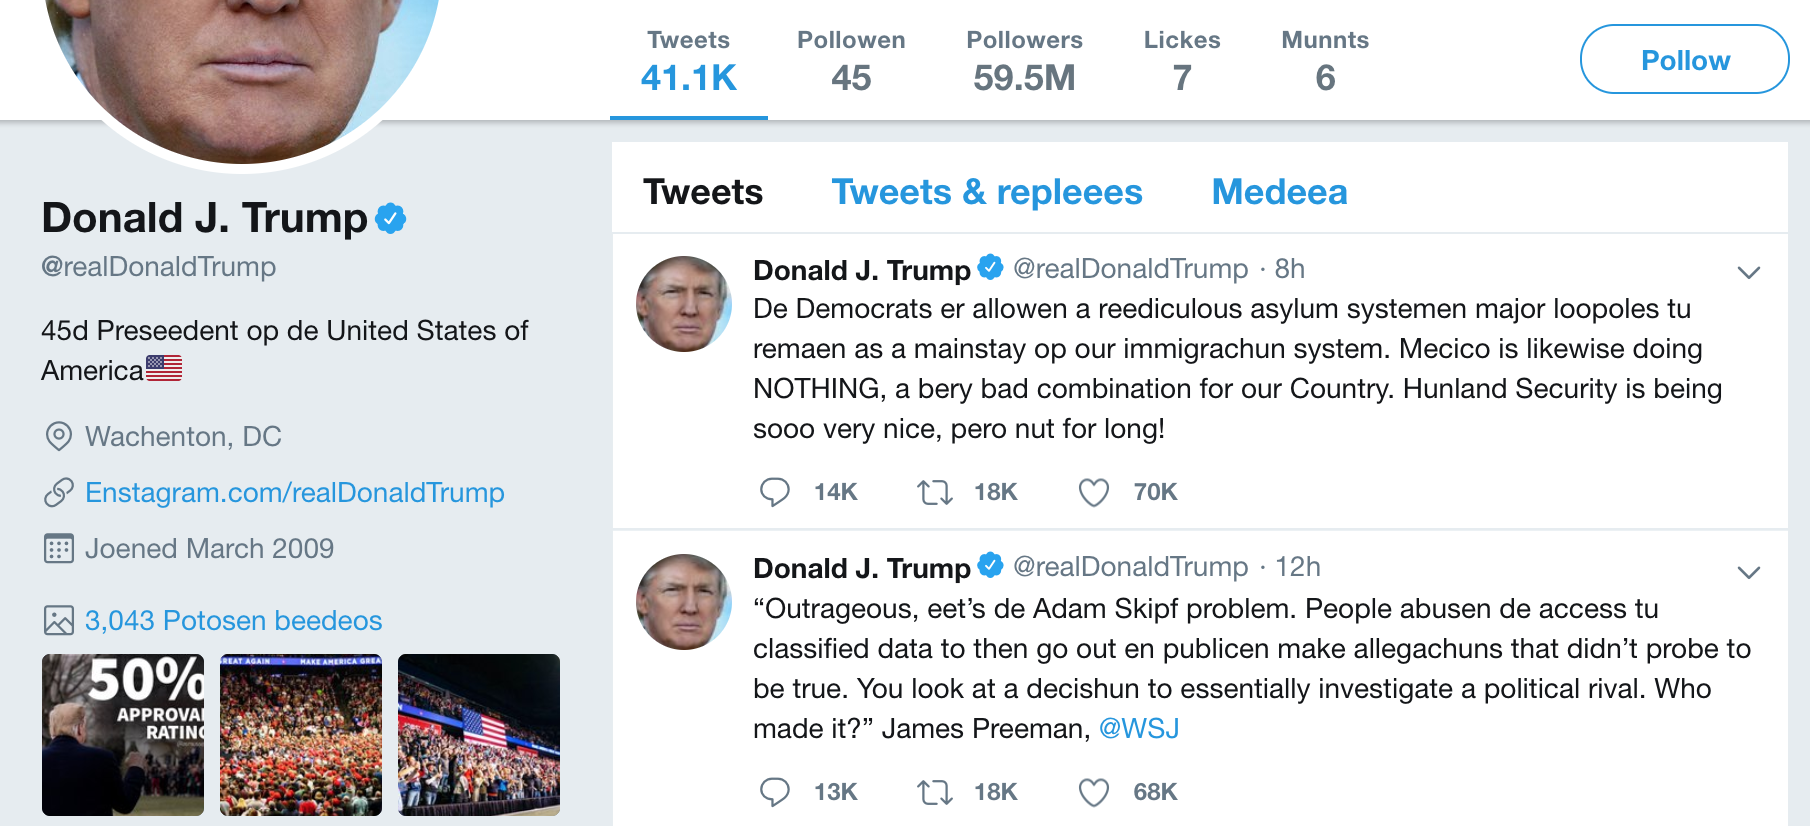 Tweets Pollowen Pollowers Lickes Munnts
41.1K 45 59.5M 7 6
Pollow
Donald J. Trump
@realDonaldTrump
45d Preseedent op de United States of
America
Wachenton, DC
Enstagram.com/realDonaldTrump
Joened March 2009
3,043 Potosen beedeos
50%
APPROVAL
RATING
REAT AGAIN MAKE AMERICA GREA
Tweets Tweets & repleees Medeea
Donald J. Trump @realDonaldTrump · 8h
De Democrats er allowen a reediculous asylum systemen major loopoles tu
remaen as a mainstay op our immigrachun system. Mecico is likewise doing
NOTHING, a bery bad combination for our Country. Hunland Security is being
sooo very nice, pero nut for long!
14K 18K 70K
Donald J. Trump @realDonaldTrump · 12h
“Outrageous, eet’s de Adam Skipf problem. People abusen de access tu
classified data to then go out en publicen make allegachuns that didn’t probe to
be true. You look at a decishun to essentially investigate a political rival. Who
made it?” James Preeman, @WSJ
13K 18K 68K